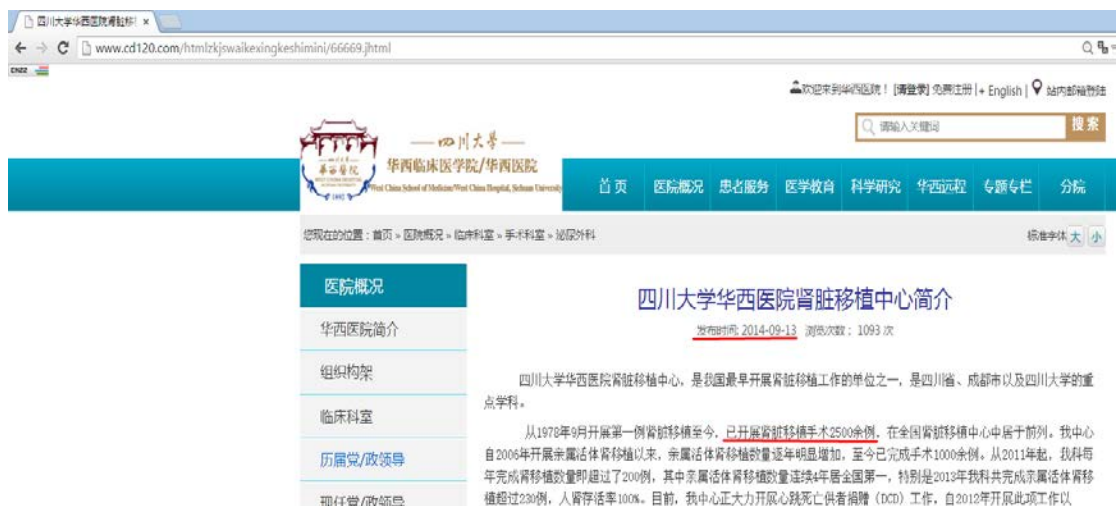 四川大学华西医院肾脏移植 ×
www.cd120.com/htmlzkjswaikexingkeshimini/66669.jhtml
CNZZ
欢迎来到华西医院！ [请登录] 免费注册 |+ English | 站内邮箱登陆
请输入关键词
搜索
四川大学
华西临床医学院/华西医院
West China School of Medicine/West China Hospital, Sichuan University
1892
首页 医院概况 患者服务 医学教育 科学研究 华西远程 专题专栏 分院
您现在的位置：首页 » 医院概况 » 临床科室 » 手术科室 » 泌尿外科
标准字体 大 小
医院概况
华西医院简介
组织构架
临床科室
历届党/政领导
现任党/政领导
四川大学华西医院肾脏移植中心简介
发布时间: 2014-09-13 浏览次数： 1093 次
四川大学华西医院肾脏移植中心，是我国最早开展肾脏移植工作的单位之一，是四川省、成都市以及四川大学的重
点学科。
从1978年9月开展第一例肾脏移植至今，已开展肾脏移植手术2500余例，在全国肾脏移植中心中居于前列。我中心
自2006年开展亲属活体肾移植以来，亲属活体肾移植数量逐年明显增加，至今已完成手术1000余例。从2011年起，我科每
年完成肾移植数量即超过了200例，其中亲属活体肾移植数量连续4年居全国第一，特别是2013年我科共完成亲属活体肾移
植超过230例，人肾存活率100%。目前，我中心正大力开展心跳死亡供者捐赠（DCD）工作，自2012年开展此项工作以